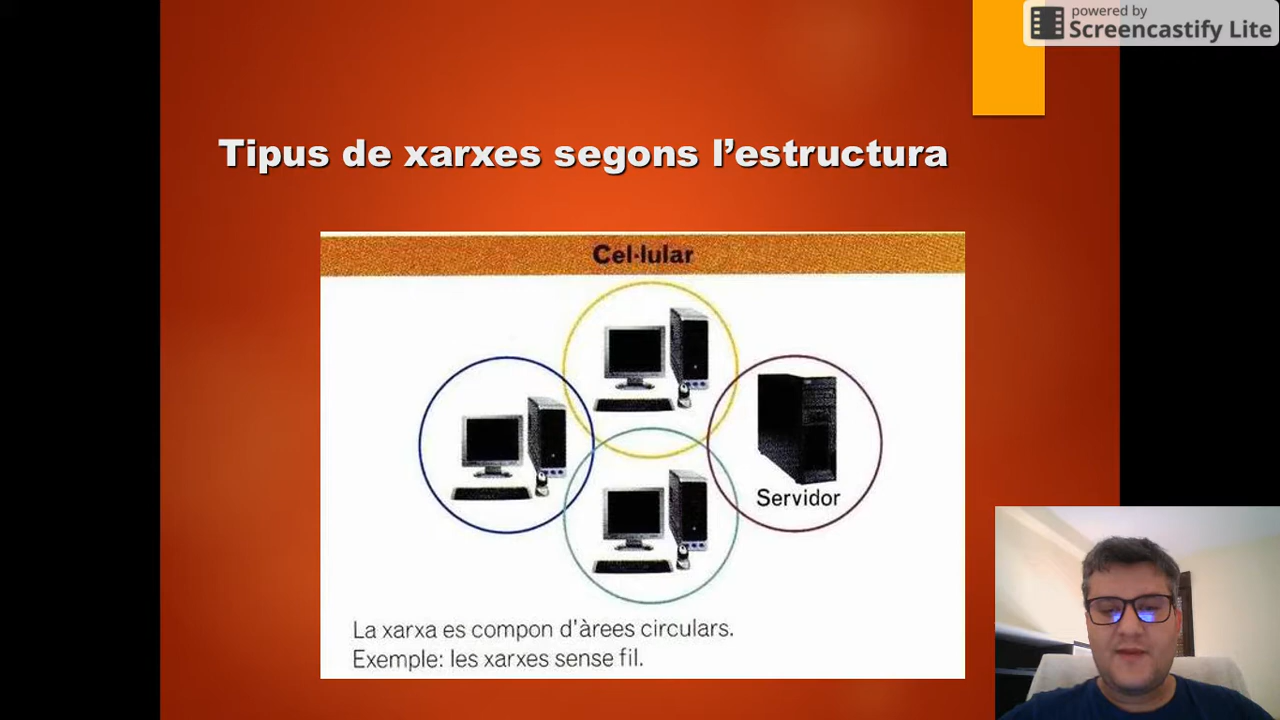 powered by
Screencastify Lite
Tipus de xarxes segons l’estructura
Cel·lular
Servidor
La xarxa es compon d'àrees circulars.
Exemple: les xarxes sense fil.